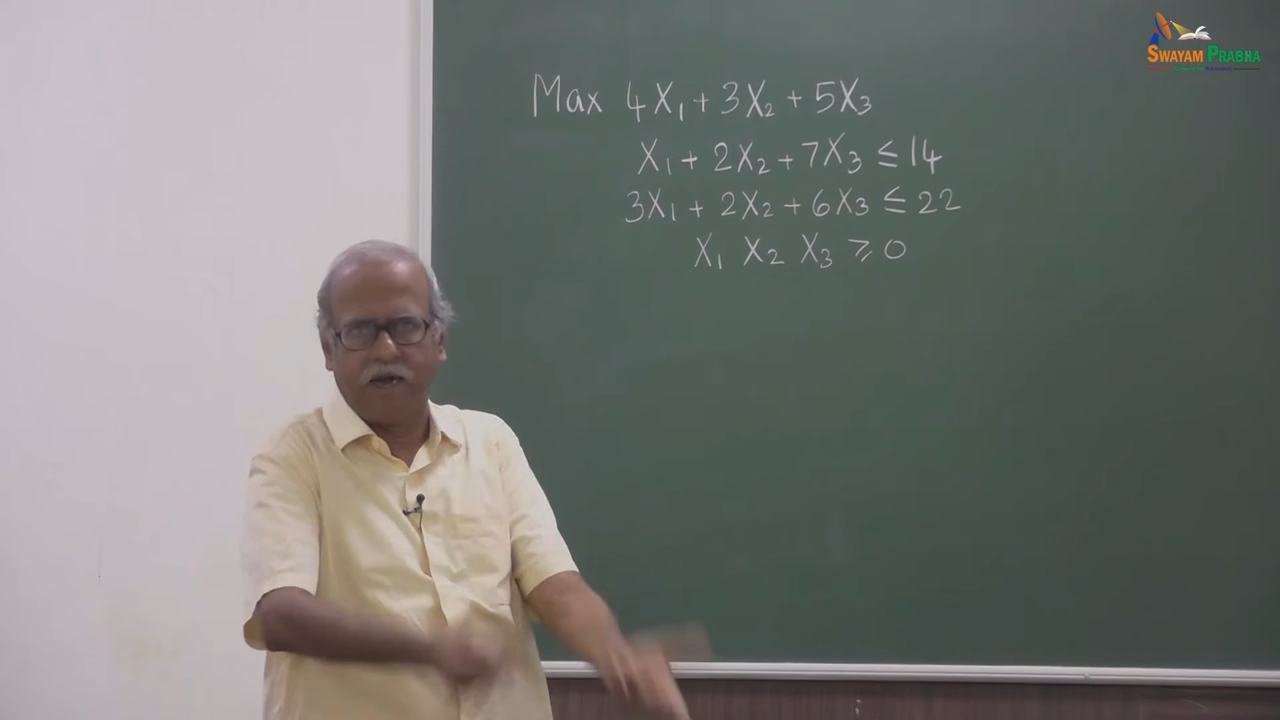 Max 4X₁ + 3X₂ + 5X₃
X₁ + 2X₂ + 7X₃ ≤ 14
3X₁ + 2X₂ + 6X₃ ≤ 22
X₁ X₂ X₃ ≥ 0
SWAYAM PRABHA